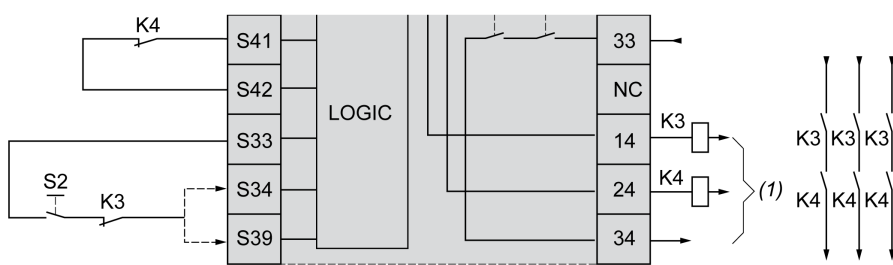 K4
S41
33
S42
NC
LOGIC
S33
K3
14
K3 K3 K3
S2
S34
K4
24
(1)
K3
K4 K4 K4
S39
34